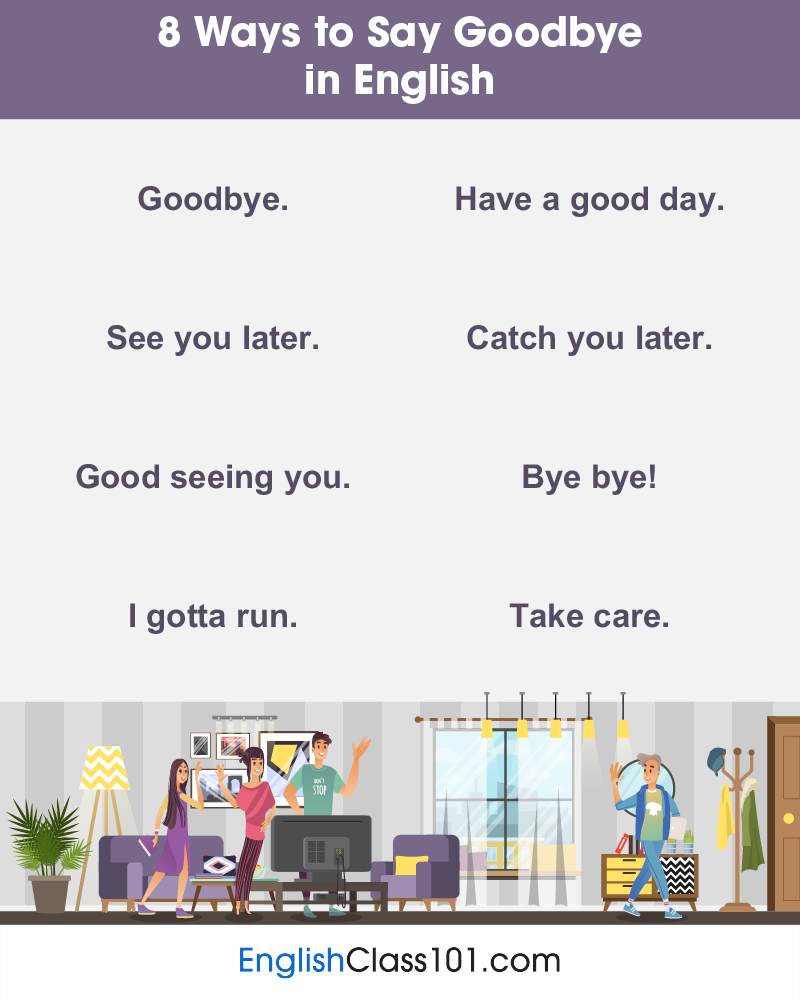 8 Ways to Say Goodbye
in English
Goodbye.
Have a good day.
See you later.
Catch you later.
Good seeing you.
Bye bye!
I gotta run.
Take care.
DON'T
STOP
EnglishClass101.com